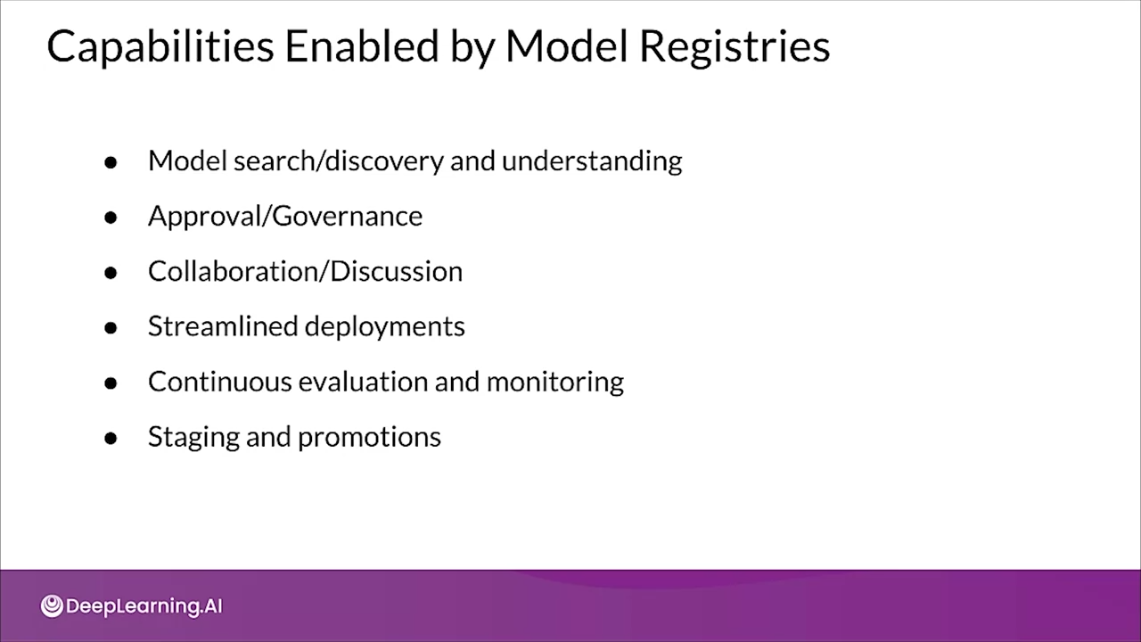 Capabilities Enabled by Model Registries
● Model search/discovery and understanding
● Approval/Governance
● Collaboration/Discussion
● Streamlined deployments
● Continuous evaluation and monitoring
● Staging and promotions
DeepLearning.AI